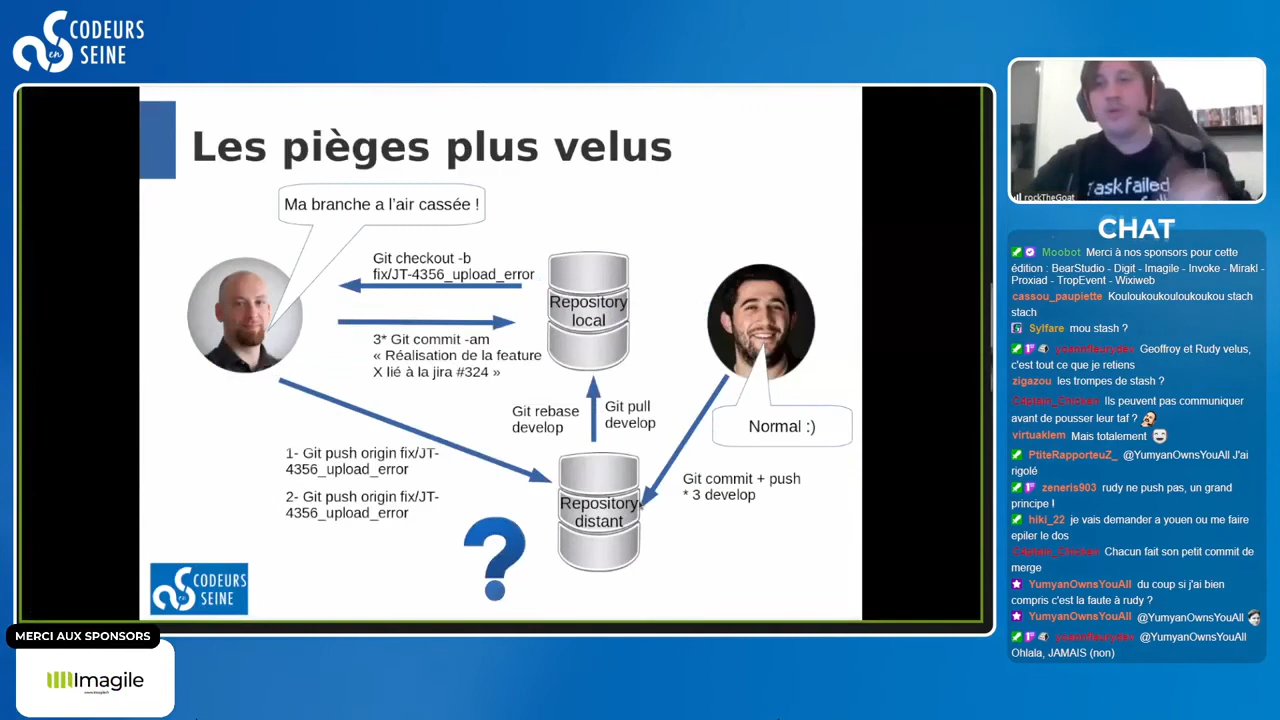 CODEURS
en
SEINE
Les pièges plus velus
Ma branche a l’air cassée !
Git checkout -b
fix/JT-4356_upload_error
3* Git commit -am
« Réalisation de la feature
X lié à la jira #324 »
Repository
local
Git rebase
develop
Git pull
develop
Normal :)
1- Git push origin fix/JT-
4356_upload_error
2- Git push origin fix/JT-
4356_upload_error
Repository
distant
Git commit + push
* 3 develop
?
CODEURS
en
SEINE
MERCI AUX SPONSORS
Imagile
I task failed
rockTheGoat
CHAT
Moobot Merci à nos sponsors pour cette
édition : BearStudio - Digit - Imagile - Invoke - Mirakl -
Proxiad - TropEvent - Wixiweb
cassou_paupiette Kouloukoukouloukoukou stach
stach
Sylfare mou stash ?
Geoffroy et Rudy velus,
c'est tout ce que je retiens
zigazou les trompes de stash ?
Captain_Chicken Ils peuvent pas communiquer
avant de pousser leur taf ?
virtuaklem Mais totalement
PtiteRapporteuZ_ @YumyanOwnsYouAll J'ai
rigolé
zeneris903 rudy ne push pas, un grand
principe !
hiki_22 je vais demander a youen ou me faire
epiler le dos
Captain_Chicken Chacun fait son petit commit de
merge
YumyanOwnsYouAll du coup si j'ai bien
compris c'est la faute à rudy ?
YumyanOwnsYouAll @YumyanOwnsYouAll
@YumyanOwnsYouAll
Ohlala, JAMAIS (non)